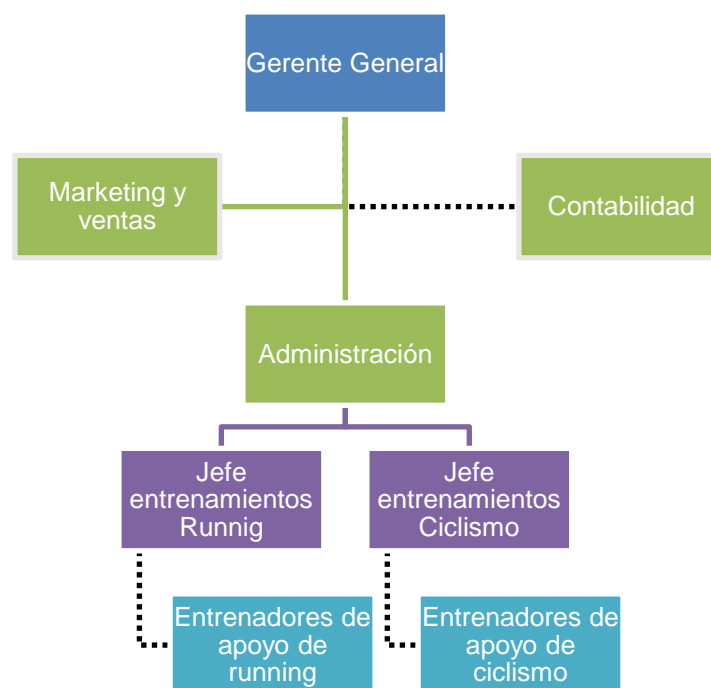 Gerente General
Marketing y
ventas
Contabilidad
Administración
Jefe
entrenamientos
Runnig
Jefe
entrenamientos
Ciclismo
Entrenadores de
apoyo de
running
Entrenadores de
apoyo de
ciclismo